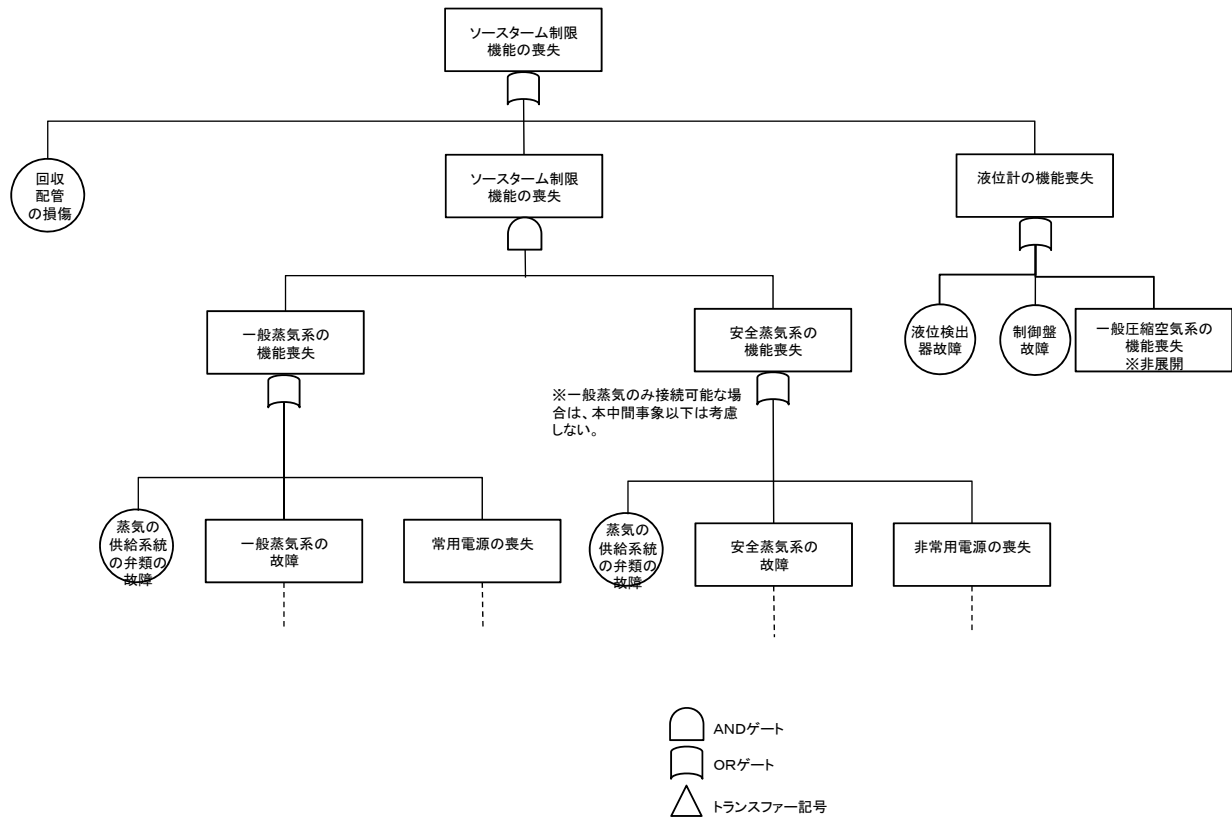 ソースターム制限
機能の喪失
回収
配管
の損傷
ソースターム制限
機能の喪失
液位計の機能喪失
一般蒸気系の
機能喪失
安全蒸気系の
機能喪失
※一般蒸気のみ接続可能な場
合は、本中間事象以下は考慮
しない。
液位検出
器故障
制御盤
故障
一般圧縮空気系の
機能喪失
※非展開
蒸気の
供給系統
の弁類の
故障
一般蒸気系の
故障
常用電源の喪失
蒸気の
供給系統
の弁類の
故障
安全蒸気系の
故障
非常用電源の喪失
ANDゲート
ORゲート
トランスファー記号